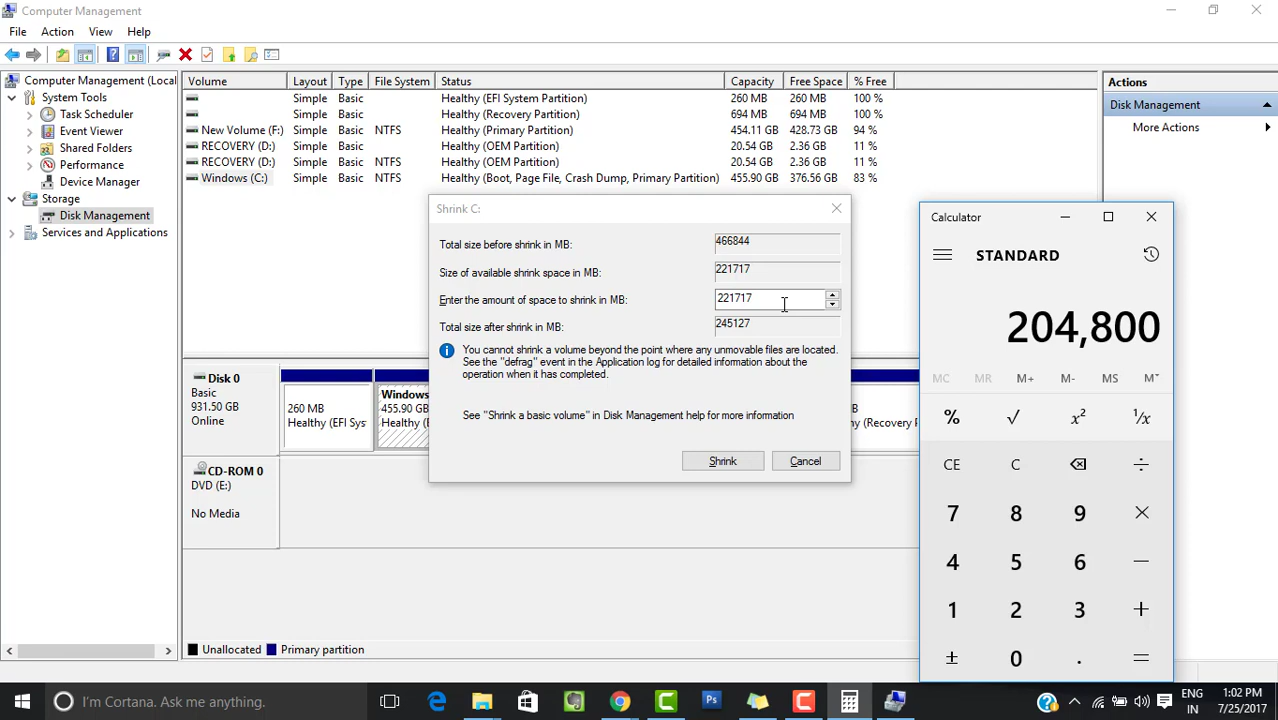 Computer Management
File Action View Help
Computer Management (Local
System Tools
Task Scheduler
Event Viewer
Shared Folders
Performance
Device Manager
Storage
Disk Management
Services and Applications
Volume Layout Type File System Status Capacity Free Space % Free
Simple Basic Healthy (EFI System Partition) 260 MB 260 MB 100 %
Simple Basic Healthy (Recovery Partition) 694 MB 694 MB 100 %
New Volume (F:) Simple Basic NTFS Healthy (Primary Partition) 454.11 GB 428.73 GB 94 %
RECOVERY (D:) Simple Basic Healthy (OEM Partition) 20.54 GB 2.36 GB 11 %
RECOVERY (D:) Simple Basic NTFS Healthy (OEM Partition) 20.54 GB 2.36 GB 11 %
Windows (C:) Simple Basic NTFS Healthy (Boot, Page File, Crash Dump, Primary Partition) 455.90 GB 376.56 GB 83 %
Actions
Disk Management
More Actions
Shrink C:
Total size before shrink in MB: 466844
Size of available shrink space in MB: 221717
Enter the amount of space to shrink in MB: 221717
Total size after shrink in MB: 245127
You cannot shrink a volume beyond the point where any unmovable files are located.
See the "defrag" event in the Application log for detailed information about the
operation when it has completed.
See "Shrink a basic volume" in Disk Management help for more information
Shrink Cancel
Disk 0
Basic
931.50 GB
Online
260 MB
Healthy (EFI Sys
Windows
455.90 GB
Healthy (B
B
(Recovery P
CD-ROM 0
DVD (E:)
No Media
Unallocated Primary partition
Calculator
STANDARD
204,800
MC MR M+ M- MS M˅
% √ x² ¹/x
CE C ⌫ ÷
7 8 9 ×
4 5 6 −
1 2 3 +
± 0 . =
I'm Cortana. Ask me anything.
Ps
ENG
IN
1:02 PM
7/25/2017